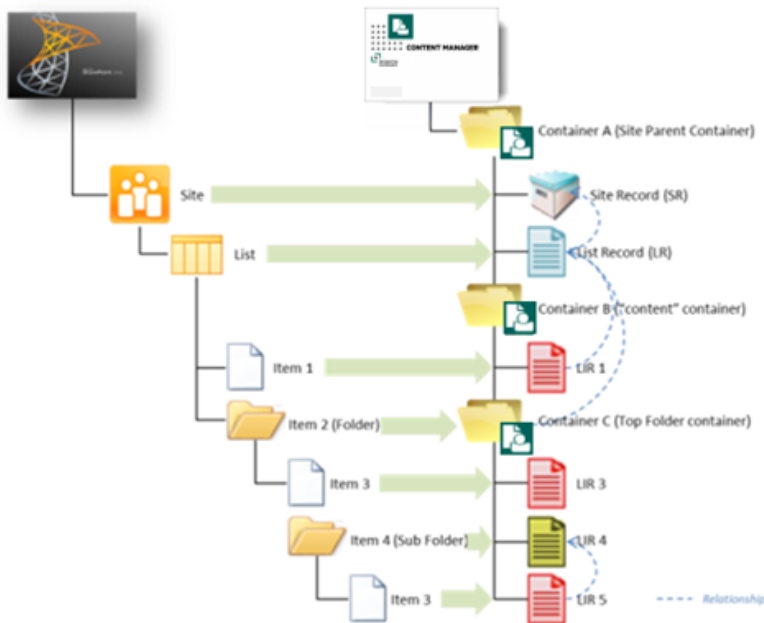 CONTENT MANAGER
Container A (Site Parent Container)
Site
Site Record (SR)
List
List Record (LR)
Container B ("content" container)
Item 1
LIR 1
Item 2 (Folder)
Container C (Top Folder container)
Item 3
LIR 3
Item 4 (Sub Folder)
LIR 4
Item 3
LIR 5
Relationship